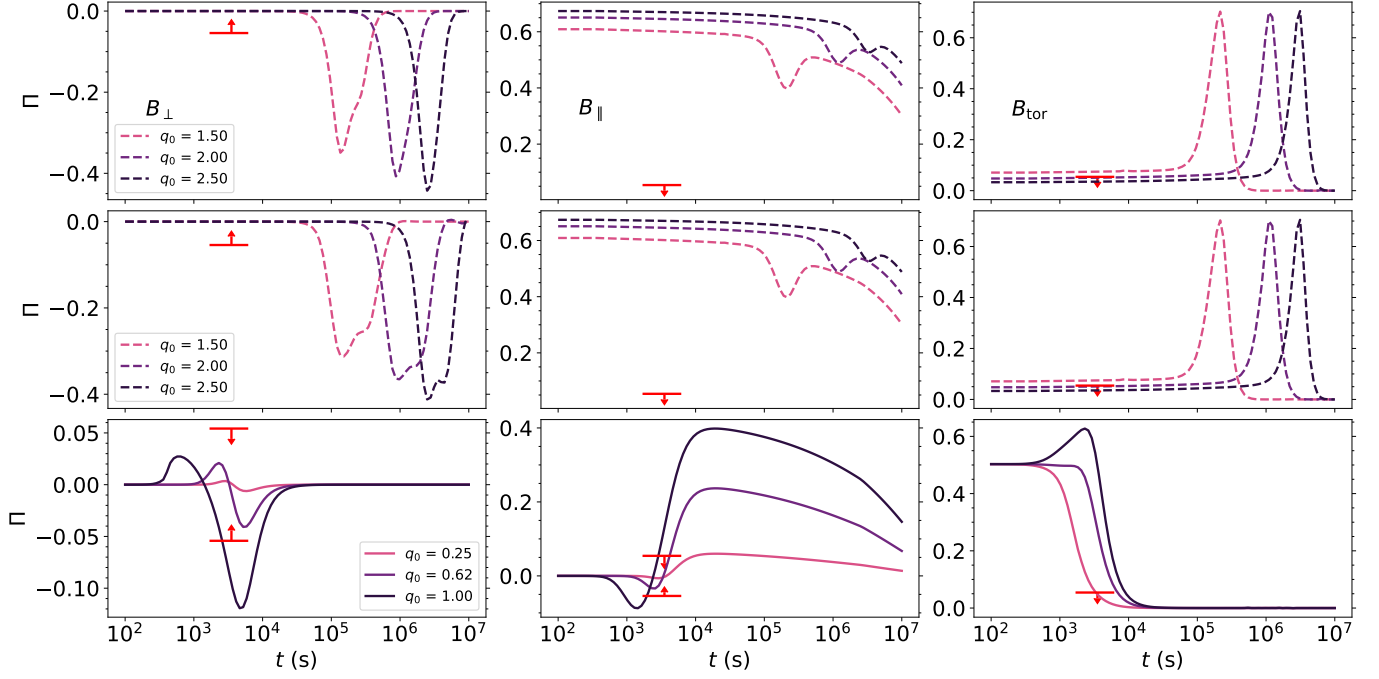 0.0
−0.2
−0.4
Π
B⊥
q₀ = 1.50
q₀ = 2.00
q₀ = 2.50
0.6
0.4
0.2
B∥
0.6
0.4
0.2
0.0
B_tor
0.0
−0.2
−0.4
Π
q₀ = 1.50
q₀ = 2.00
q₀ = 2.50
0.6
0.4
0.2
0.6
0.4
0.2
0.0
0.05
0.00
−0.05
−0.10
Π
q₀ = 0.25
q₀ = 0.62
q₀ = 1.00
10² 10³ 10⁴ 10⁵ 10⁶ 10⁷
t (s)
0.4
0.2
0.0
10² 10³ 10⁴ 10⁵ 10⁶ 10⁷
t (s)
0.6
0.4
0.2
0.0
10² 10³ 10⁴ 10⁵ 10⁶ 10⁷
t (s)